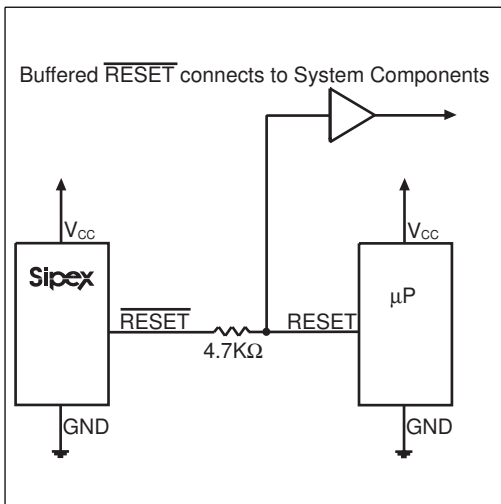 Buffered RESET connects to System Components
VCC
VCC
Sipex
μP
RESET
RESET
4.7KΩ
GND
GND